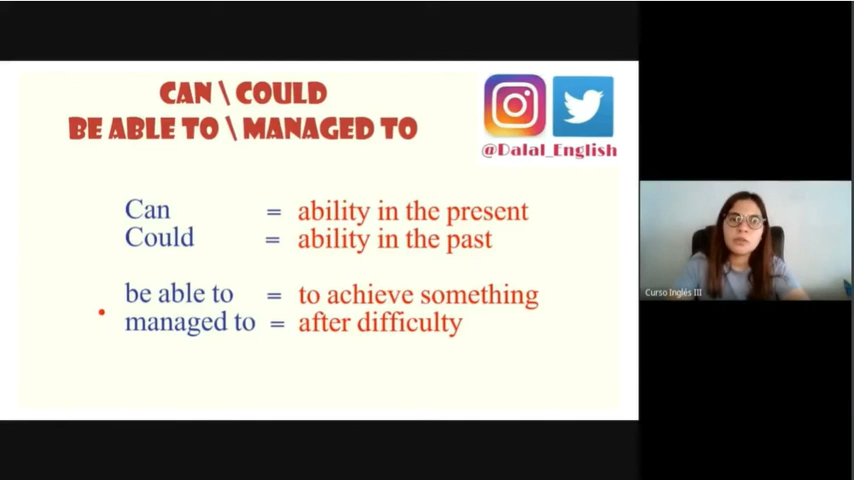 CAN \ COULD
BE ABLE TO \ MANAGED TO
@Dalal_English
Can = ability in the present
Could = ability in the past
be able to = to achieve something
managed to = after difficulty
Curso Inglés III